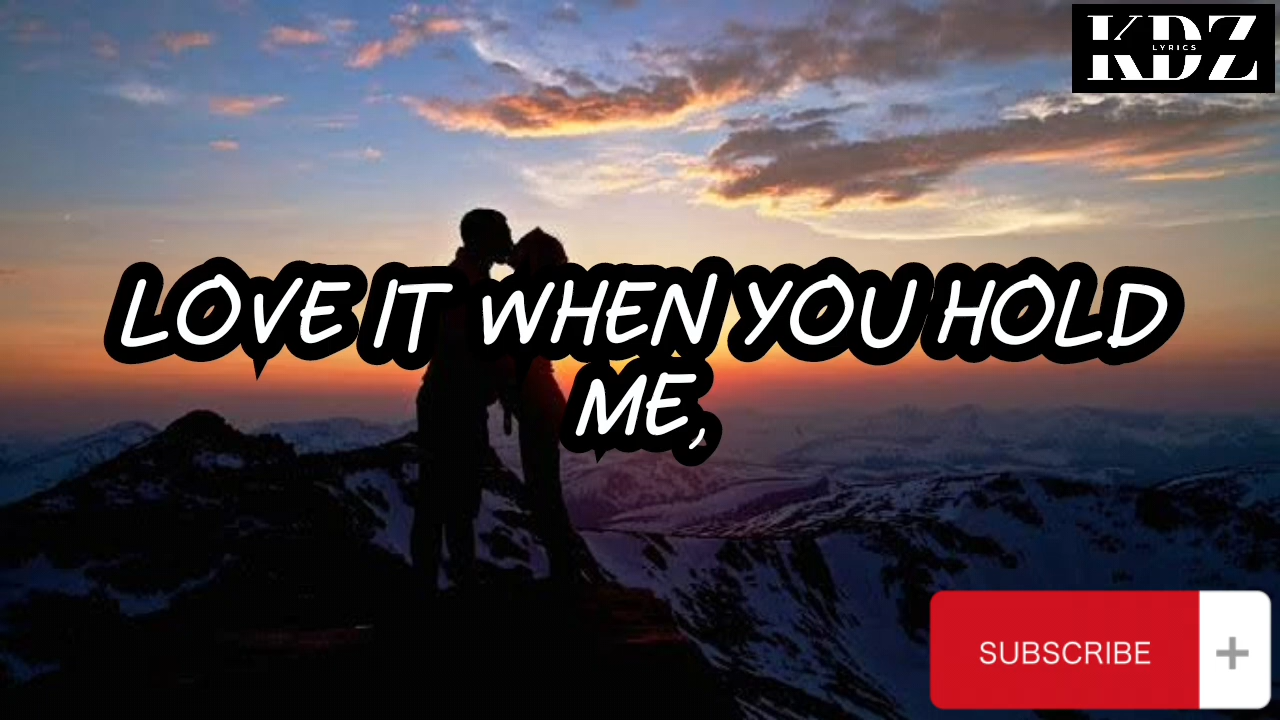 KDZ
LYRICS
LOVE IT WHEN YOU HOLD
ME,
SUBSCRIBE
+